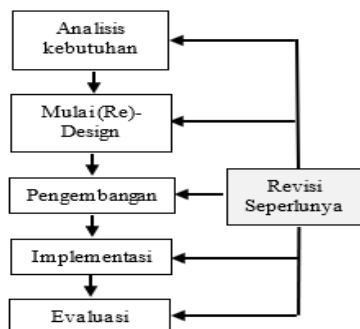 Analisis
kebutuhan
Mulai (Re)-
Design
Pengembangan
Revisi
Seperlunya
Implementasi
Evaluasi